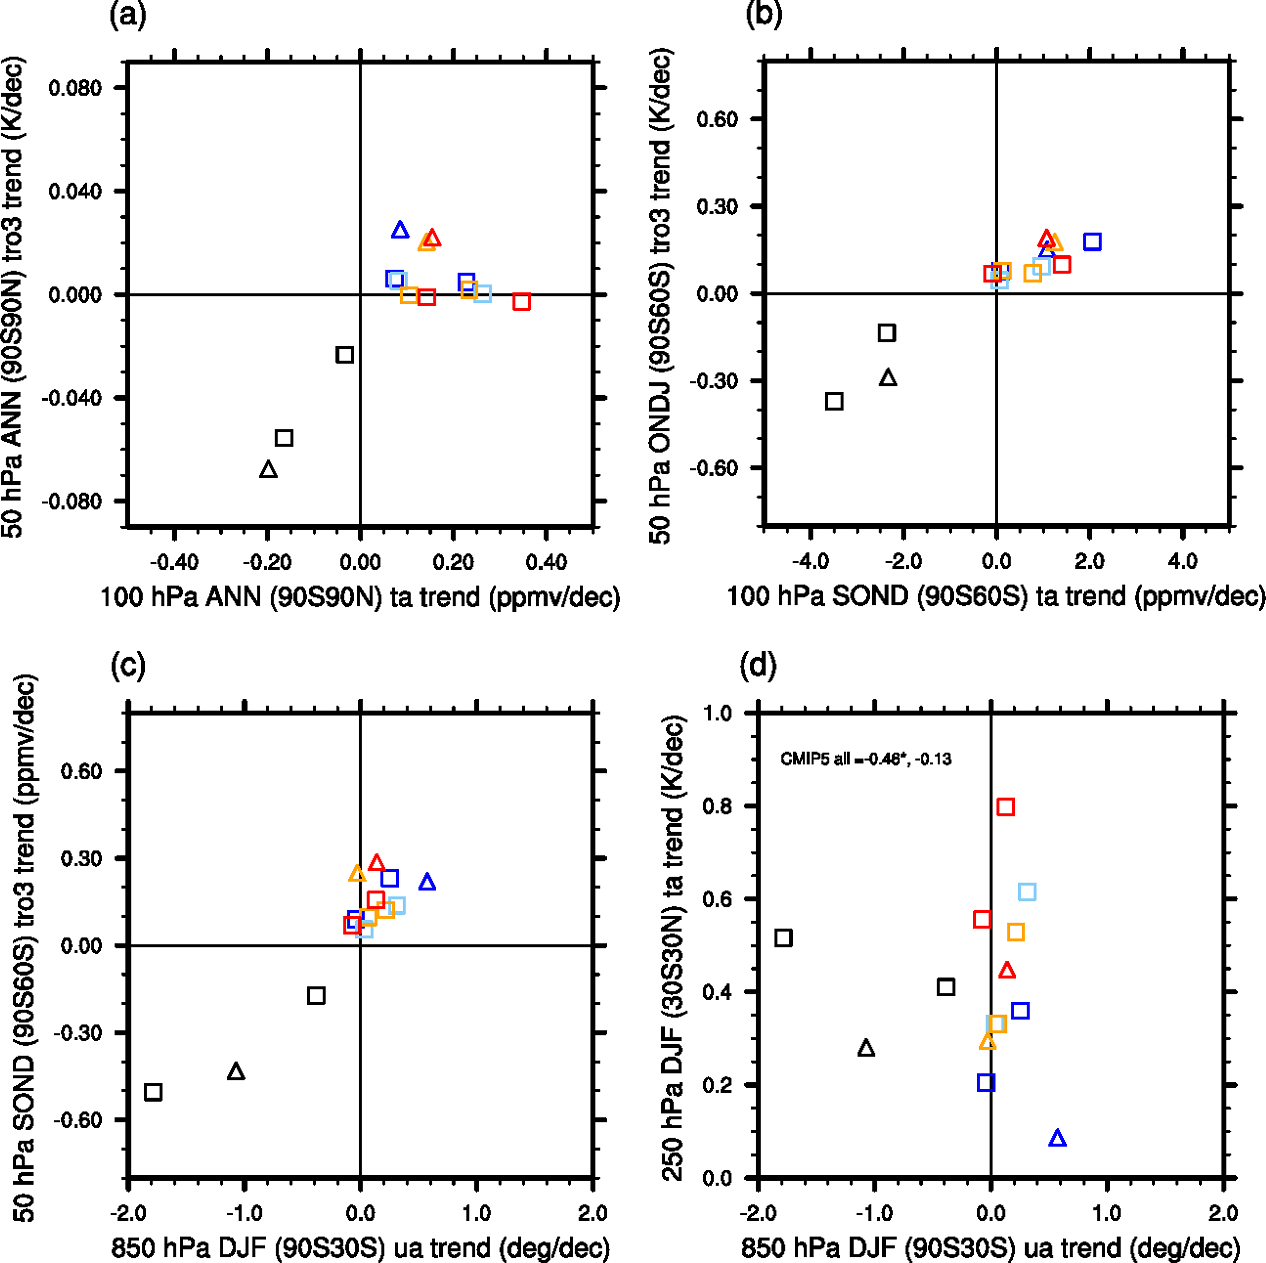 (a)
50 hPa ANN (90S90N) tro3 trend (K/dec)
0.080
0.040
0.000
-0.040
-0.080
-0.40 -0.20 0.00 0.20 0.40
100 hPa ANN (90S90N) ta trend (ppmv/dec)
(b)
50 hPa ONDJ (90S60S) tro3 trend (K/dec)
0.60
0.30
0.00
-0.30
-0.60
-4.0 -2.0 0.0 2.0 4.0
100 hPa SOND (90S60S) ta trend (ppmv/dec)
(c)
50 hPa SOND (90S60S) tro3 trend (ppmv/dec)
0.60
0.30
0.00
-0.30
-0.60
-2.0 -1.0 0.0 1.0 2.0
850 hPa DJF (90S30S) ua trend (deg/dec)
(d)
250 hPa DJF (30S30N) ta trend (K/dec)
CMIP5 all =-0.48*, -0.13
1.0
0.8
0.6
0.4
0.2
0.0
-2.0 -1.0 0.0 1.0 2.0
850 hPa DJF (90S30S) ua trend (deg/dec)